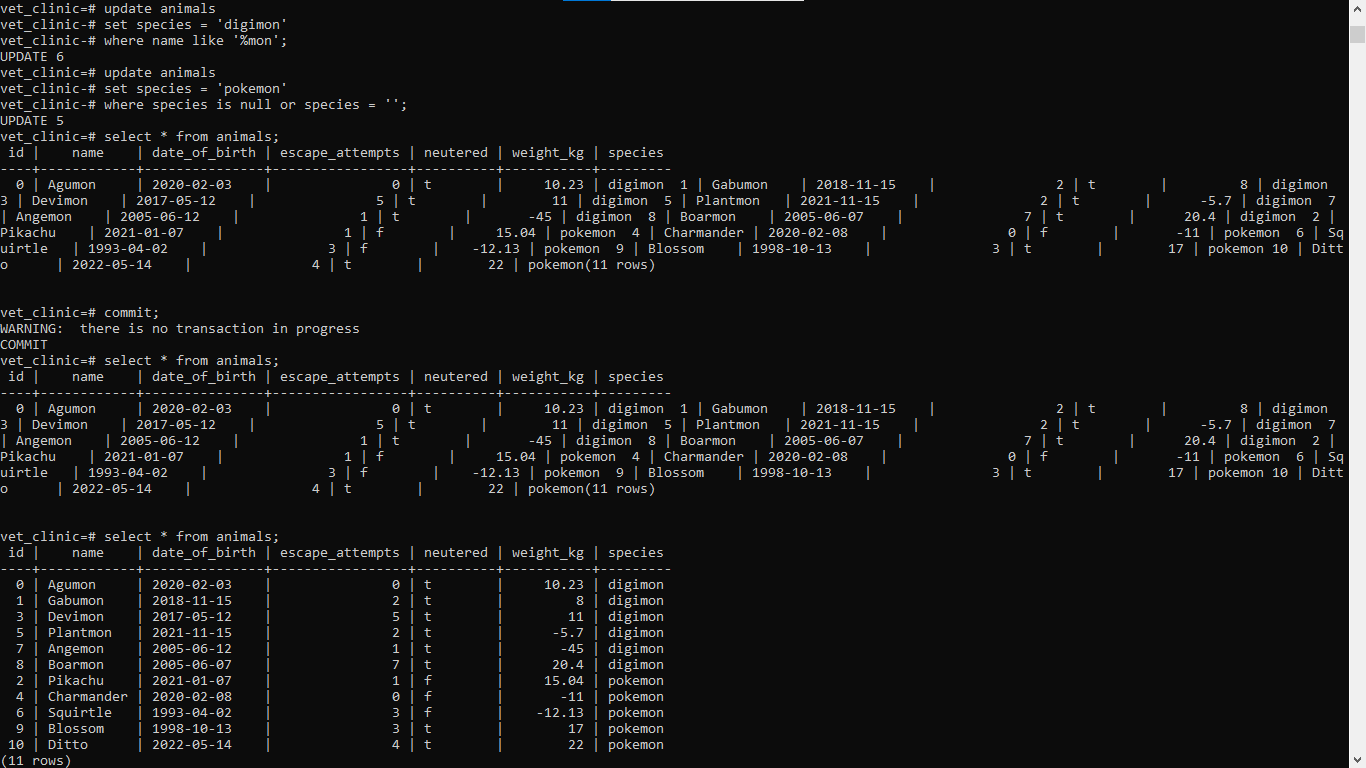 vet_clinic=# update animals
vet_clinic-# set species = 'digimon'
vet_clinic-# where name like '%mon';
UPDATE 6
vet_clinic=# update animals
vet_clinic-# set species = 'pokemon'
vet_clinic-# where species is null or species = '';
UPDATE 5
vet_clinic=# select * from animals;
 id |    name    | date_of_birth | escape_attempts | neutered | weight_kg | species
----+------------+---------------+-----------------+----------+-----------+---------
  0 | Agumon     | 2020-02-03    |               0 | t        |     10.23 | digimon  1 | Gabumon    | 2018-11-15    |               2 | t        |         8 | digimon
3 | Devimon    | 2017-05-12    |               5 | t        |        11 | digimon  5 | Plantmon   | 2021-11-15    |               2 | t        |      -5.7 | digimon  7
| Angemon    | 2005-06-12    |               1 | t        |       -45 | digimon  8 | Boarmon    | 2005-06-07    |               7 | t        |      20.4 | digimon  2 |
Pikachu    | 2021-01-07    |               1 | f        |     15.04 | pokemon  4 | Charmander | 2020-02-08    |               0 | f        |       -11 | pokemon  6 | Sq
uirtle   | 1993-04-02    |               3 | f        |    -12.13 | pokemon  9 | Blossom    | 1998-10-13    |               3 | t        |        17 | pokemon 10 | Ditt
o      | 2022-05-14    |               4 | t        |        22 | pokemon(11 rows)
vet_clinic=# commit;
WARNING:  there is no transaction in progress
COMMIT
vet_clinic=# select * from animals;
 id |    name    | date_of_birth | escape_attempts | neutered | weight_kg | species
----+------------+---------------+-----------------+----------+-----------+---------
  0 | Agumon     | 2020-02-03    |               0 | t        |     10.23 | digimon  1 | Gabumon    | 2018-11-15    |               2 | t        |         8 | digimon
3 | Devimon    | 2017-05-12    |               5 | t        |        11 | digimon  5 | Plantmon   | 2021-11-15    |               2 | t        |      -5.7 | digimon  7
| Angemon    | 2005-06-12    |               1 | t        |       -45 | digimon  8 | Boarmon    | 2005-06-07    |               7 | t        |      20.4 | digimon  2 |
Pikachu    | 2021-01-07    |               1 | f        |     15.04 | pokemon  4 | Charmander | 2020-02-08    |               0 | f        |       -11 | pokemon  6 | Sq
uirtle   | 1993-04-02    |               3 | f        |    -12.13 | pokemon  9 | Blossom    | 1998-10-13    |               3 | t        |        17 | pokemon 10 | Ditt
o      | 2022-05-14    |               4 | t        |        22 | pokemon(11 rows)
vet_clinic=# select * from animals;
 id |    name    | date_of_birth | escape_attempts | neutered | weight_kg | species
----+------------+---------------+-----------------+----------+-----------+---------
  0 | Agumon     | 2020-02-03    |               0 | t        |     10.23 | digimon
  1 | Gabumon    | 2018-11-15    |               2 | t        |         8 | digimon
  3 | Devimon    | 2017-05-12    |               5 | t        |        11 | digimon
  5 | Plantmon   | 2021-11-15    |               2 | t        |      -5.7 | digimon
  7 | Angemon    | 2005-06-12    |               1 | t        |       -45 | digimon
  8 | Boarmon    | 2005-06-07    |               7 | t        |      20.4 | digimon
  2 | Pikachu    | 2021-01-07    |               1 | f        |     15.04 | pokemon
  4 | Charmander | 2020-02-08    |               0 | f        |       -11 | pokemon
  6 | Squirtle   | 1993-04-02    |               3 | f        |    -12.13 | pokemon
  9 | Blossom    | 1998-10-13    |               3 | t        |        17 | pokemon
 10 | Ditto      | 2022-05-14    |               4 | t        |        22 | pokemon
(11 rows)